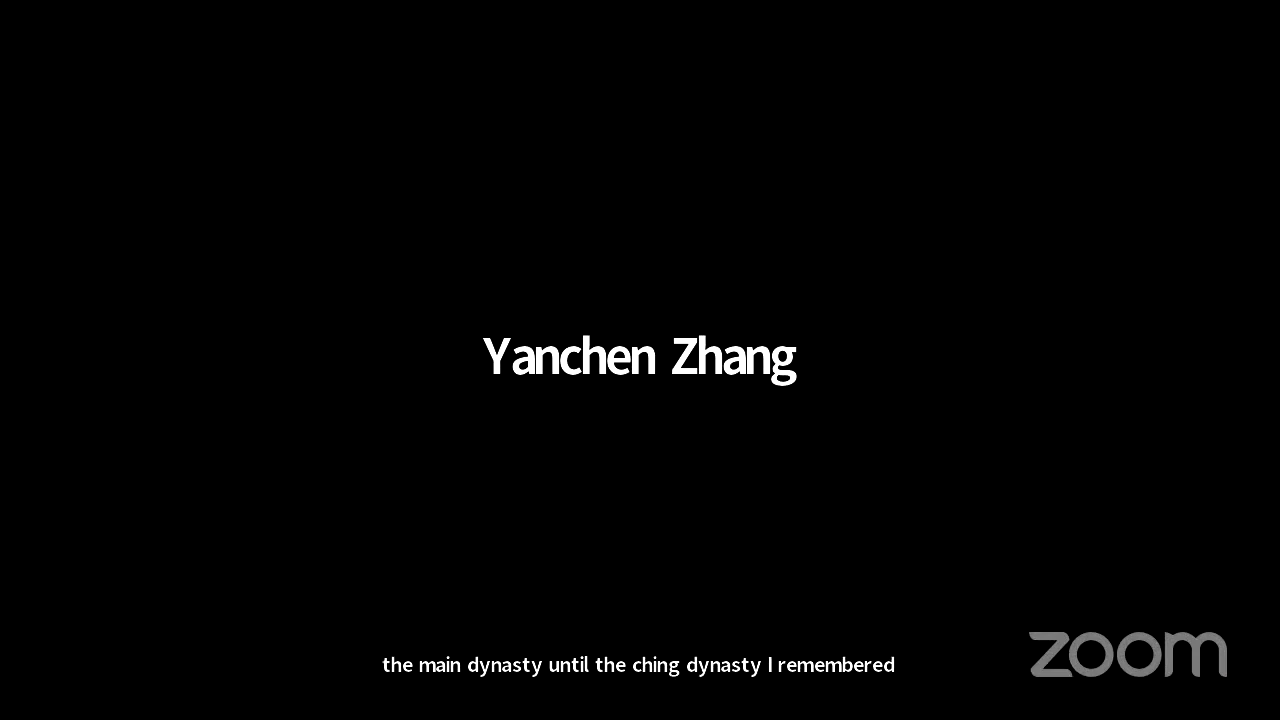 Yanchen Zhang
the main dynasty until the ching dynasty I remembered
zoom